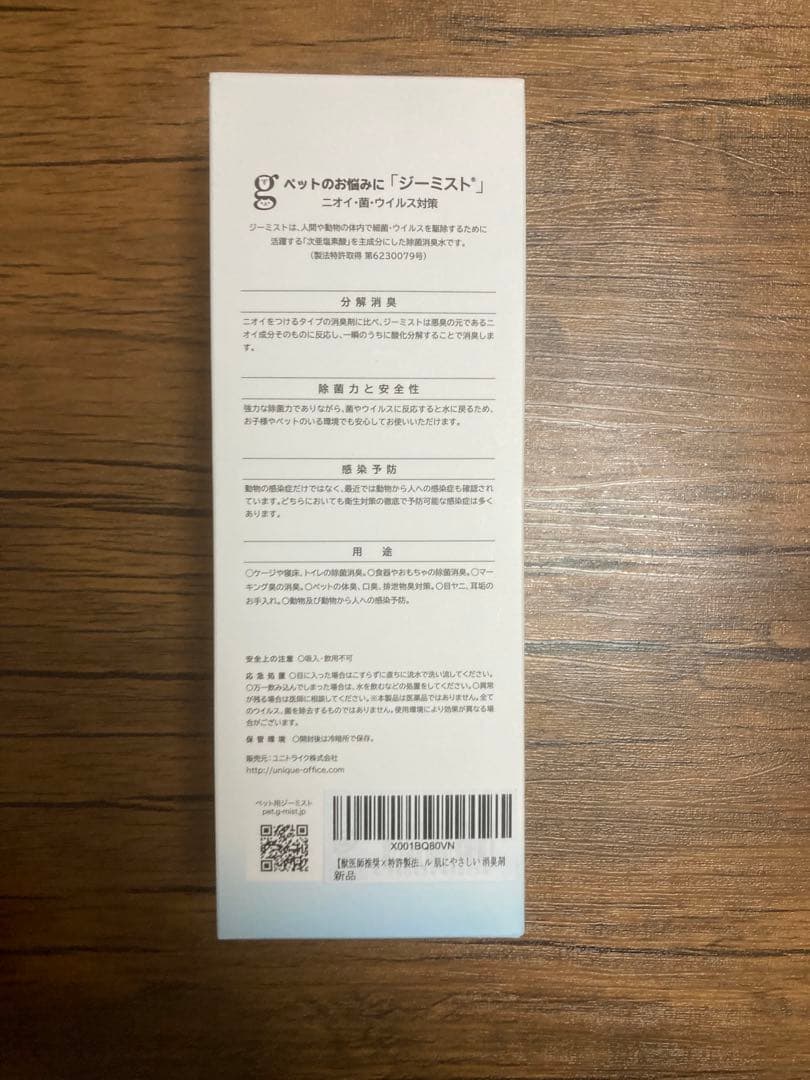 g ペットのお悩みに「ジーミスト®」
ニオイ・菌・ウイルス対策
ジーミストは、人間や動物の体内で細菌・ウイルスを駆除するために
活躍する「次亜塩素酸」を主成分にした除菌消臭水です。
(製法特許取得 第6230079号)
分解消臭
ニオイをつけるタイプの消臭剤に比べ、ジーミストは悪臭の元であるニ
オイ成分そのものに反応し、一瞬のうちに酸化分解することで消臭しま
す。
除菌力と安全性
強力な除菌力でありながら、菌やウイルスに反応すると水に戻るため、
お子様やペットのいる環境でも安心してお使いいただけます。
感染予防
動物の感染症だけではなく、最近では動物から人への感染症も確認され
ています。どちらにおいても衛生対策の徹底で予防可能な感染症は多く
あります。
用 途
○ケージや寝床、トイレの除菌消臭。○食器やおもちゃの除菌消臭。○マー
キング臭の消臭。○ペットの体臭、口臭、排泄物臭対策。○目ヤニ、耳垢の
お手入れ。○動物及び動物から人への感染予防。
安全上の注意 ○吸入・飲用不可
応急処置 ○目に入った場合はこすらずに直ちに流水で洗い流してください。
○万一飲み込んでしまった場合は、水を飲むなどの処置をしてください。○異常
が残る場合は医師に相談してください。※本製品は医薬品ではありません。全て
のウイルス、菌を除去するものではありません。使用環境により効果が異なる場
合がございます。
保管環境 ○開封後は冷暗所で保存。
販売元:ユニトライク株式会社
http://unique-office.com
ペット用ジーミスト
pet.g-mist.jp
X001BQ80VN
【獣医師推奨×特許製法...ル 肌にやさしい 消臭剤
新品